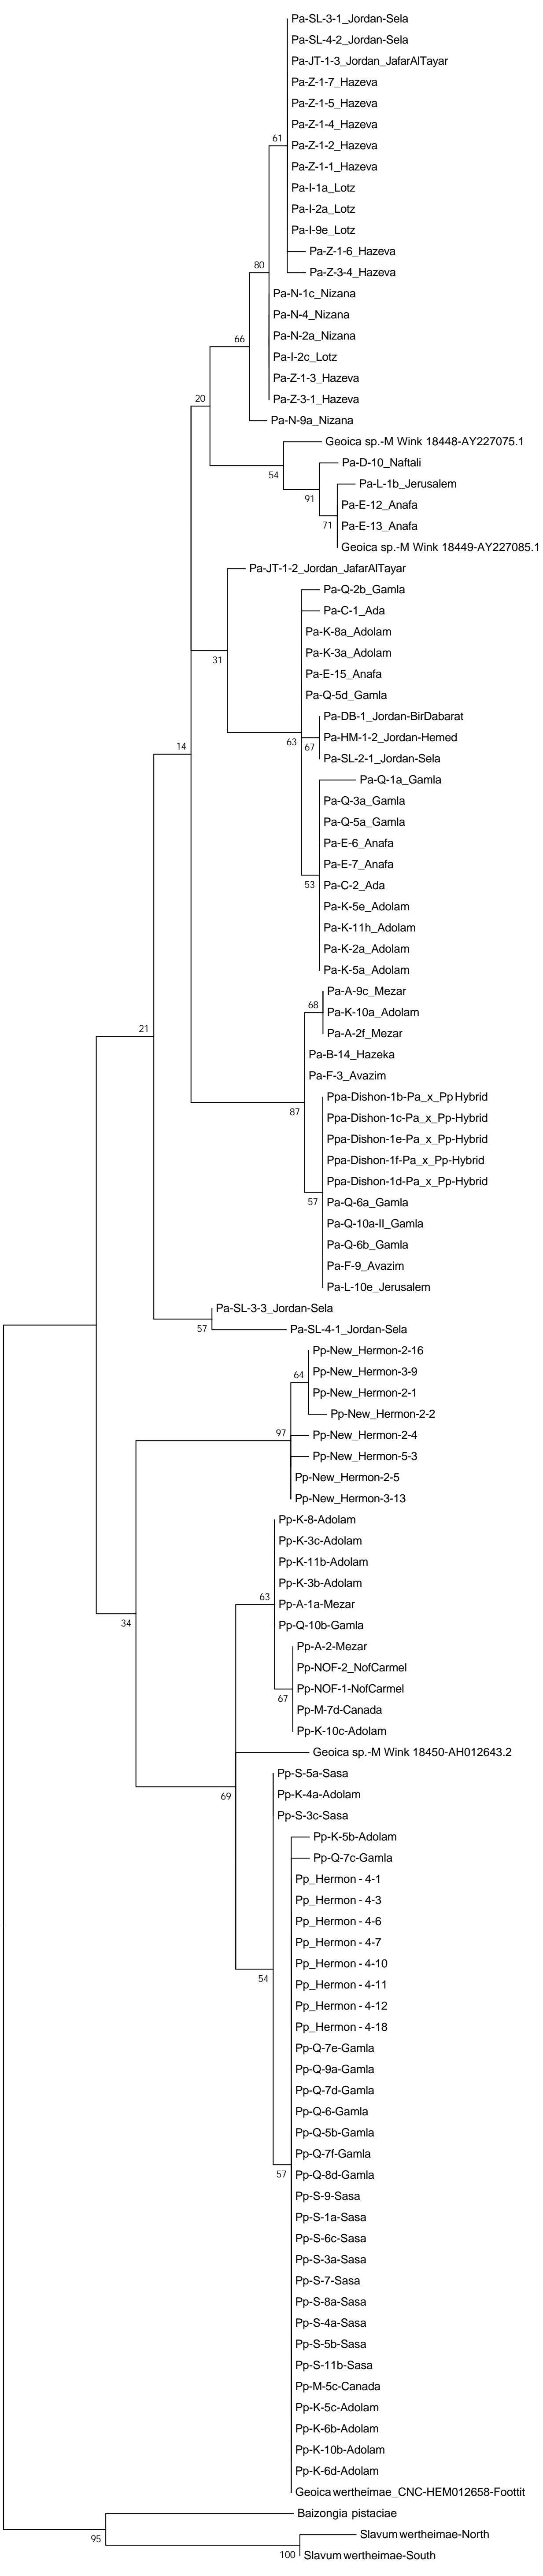 Pa-SL-3-1_Jordan-Sela
Pa-SL-4-2_Jordan-Sela
Pa-JT-1-3_Jordan_JafarAlTayar
Pa-Z-1-7_Hazeva
Pa-Z-1-5_Hazeva
Pa-Z-1-4_Hazeva
61
Pa-Z-1-2_Hazeva
Pa-Z-1-1_Hazeva
Pa-I-1a_Lotz
Pa-I-2a_Lotz
Pa-I-9e_Lotz
Pa-Z-1-6_Hazeva
80
Pa-Z-3-4_Hazeva
Pa-N-1c_Nizana
Pa-N-4_Nizana
Pa-N-2a_Nizana
66
Pa-I-2c_Lotz
Pa-Z-1-3_Hazeva
Pa-Z-3-1_Hazeva
20
Pa-N-9a_Nizana
Geoica sp.-M Wink 18448-AY227075.1
Pa-D-10_Naftali
54
Pa-L-1b_Jerusalem
91
Pa-E-12_Anafa
Pa-E-13_Anafa
71
Geoica sp.-M Wink 18449-AY227085.1
Pa-JT-1-2_Jordan_JafarAlTayar
Pa-Q-2b_Gamla
Pa-C-1_Ada
Pa-K-8a_Adolam
Pa-K-3a_Adolam
31
Pa-E-15_Anafa
Pa-Q-5d_Gamla
Pa-DB-1_Jordan-BirDabarat
Pa-HM-1-2_Jordan-Hemed
63
67
14
Pa-SL-2-1_Jordan-Sela
Pa-Q-1a_Gamla
Pa-Q-3a_Gamla
Pa-Q-5a_Gamla
Pa-E-6_Anafa
Pa-E-7_Anafa
53
Pa-C-2_Ada
Pa-K-5e_Adolam
Pa-K-11h_Adolam
Pa-K-2a_Adolam
Pa-K-5a_Adolam
Pa-A-9c_Mezar
68
Pa-K-10a_Adolam
21
Pa-A-2f_Mezar
Pa-B-14_Hazeka
Pa-F-3_Avazim
Ppa-Dishon-1b-Pa_x_Pp Hybrid
87
Ppa-Dishon-1c-Pa_x_Pp-Hybrid
Ppa-Dishon-1e-Pa_x_Pp-Hybrid
Ppa-Dishon-1f-Pa_x_Pp-Hybrid
Ppa-Dishon-1d-Pa_x_Pp-Hybrid
57
Pa-Q-6a_Gamla
Pa-Q-10a-II_Gamla
Pa-Q-6b_Gamla
Pa-F-9_Avazim
Pa-L-10e_Jerusalem
Pa-SL-3-3_Jordan-Sela
57
Pa-SL-4-1_Jordan-Sela
Pp-New_Hermon-2-16
64
Pp-New_Hermon-3-9
Pp-New_Hermon-2-1
Pp-New_Hermon-2-2
97
Pp-New_Hermon-2-4
Pp-New_Hermon-5-3
Pp-New_Hermon-2-5
Pp-New_Hermon-3-13
Pp-K-8-Adolam
Pp-K-3c-Adolam
Pp-K-11b-Adolam
Pp-K-3b-Adolam
63
Pp-A-1a-Mezar
34
Pp-Q-10b-Gamla
Pp-A-2-Mezar
Pp-NOF-2_NofCarmel
Pp-NOF-1-NofCarmel
67
Pp-M-7d-Canada
Pp-K-10c-Adolam
Geoica sp.-M Wink 18450-AH012643.2
Pp-S-5a-Sasa
69
Pp-K-4a-Adolam
Pp-S-3c-Sasa
Pp-K-5b-Adolam
Pp-Q-7c-Gamla
Pp_Hermon - 4-1
Pp_Hermon - 4-3
Pp_Hermon - 4-6
Pp_Hermon - 4-7
Pp_Hermon - 4-10
54
Pp_Hermon - 4-11
Pp_Hermon - 4-12
Pp_Hermon - 4-18
Pp-Q-7e-Gamla
Pp-Q-9a-Gamla
Pp-Q-7d-Gamla
Pp-Q-6-Gamla
Pp-Q-5b-Gamla
Pp-Q-7f-Gamla
57
Pp-Q-8d-Gamla
Pp-S-9-Sasa
Pp-S-1a-Sasa
Pp-S-6c-Sasa
Pp-S-3a-Sasa
Pp-S-7-Sasa
Pp-S-8a-Sasa
Pp-S-4a-Sasa
Pp-S-5b-Sasa
Pp-S-11b-Sasa
Pp-M-5c-Canada
Pp-K-5c-Adolam
Pp-K-6b-Adolam
Pp-K-10b-Adolam
Pp-K-6d-Adolam
Geoica wertheimae_CNC-HEM012658-Foottit
Baizongia pistaciae
95
Slavum wertheimae-North
100
Slavum wertheimae-South